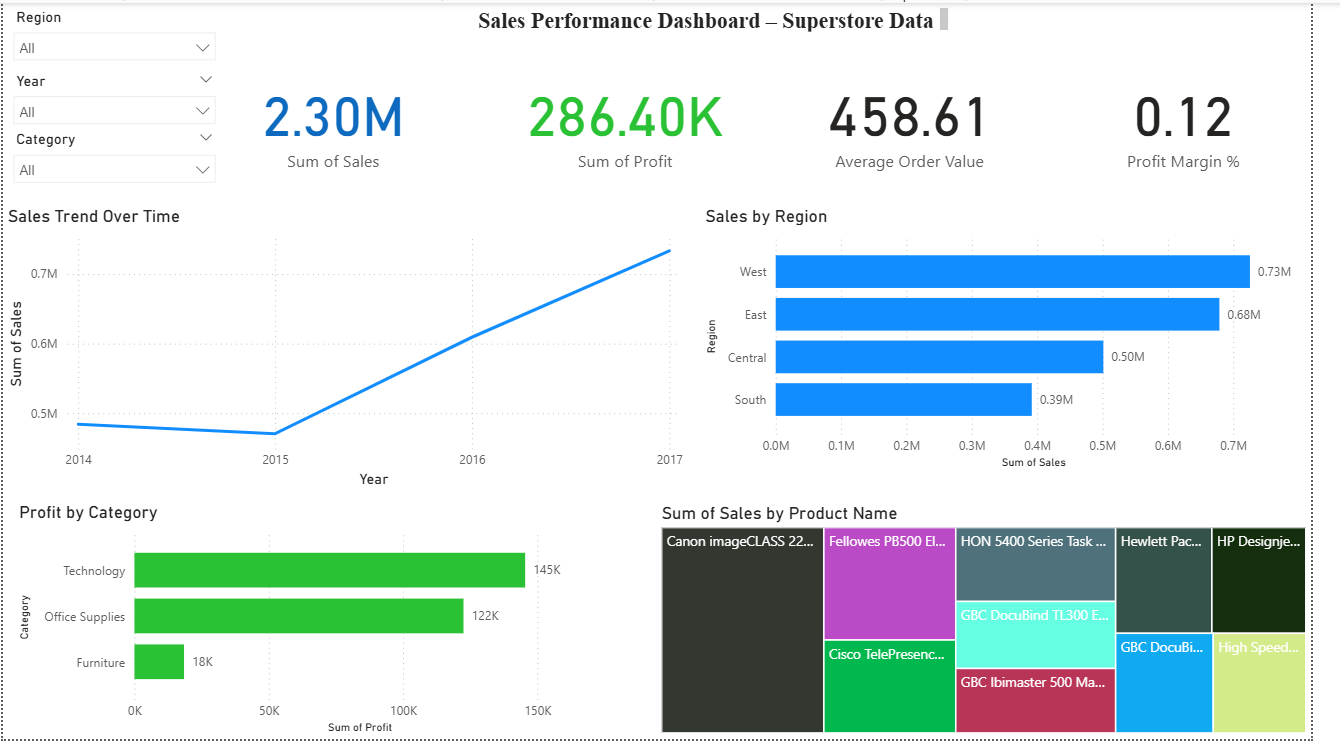 Sales Performance Dashboard – Superstore Data
Region
All
Year
All
Category
All
2.30M
Sum of Sales
286.40K
Sum of Profit
458.61
Average Order Value
0.12
Profit Margin %
Sales Trend Over Time
Sum of Sales
0.7M
0.6M
0.5M
2014 2015 2016 2017
Year
Sales by Region
Region
West 0.73M
East 0.68M
Central 0.50M
South 0.39M
0.0M 0.1M 0.2M 0.3M 0.4M 0.5M 0.6M 0.7M
Sum of Sales
Profit by Category
Category
Technology 145K
Office Supplies 122K
Furniture 18K
0K 50K 100K 150K
Sum of Profit
Sum of Sales by Product Name
Canon imageCLASS 22...
Fellowes PB500 El...
Cisco TelePresenc...
HON 5400 Series Task ...
GBC DocuBind TL300 E...
GBC Ibimaster 500 Ma...
Hewlett Pac...
HP Designje...
GBC DocuBi...
High Speed...